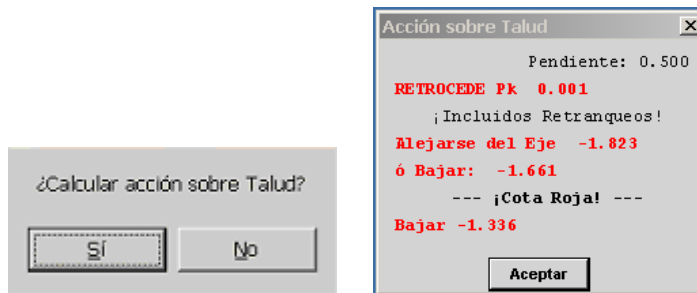 ¿Calcular acción sobre Talud?
Sí
No
Acción sobre Talud
Pendiente: 0.500
RETROCEDE Pk 0.001
¡Incluidos Retranqueos!
Alejarse del Eje -1.823
ó Bajar: -1.661
--- ¡Cota Roja! ---
Bajar -1.336
Aceptar